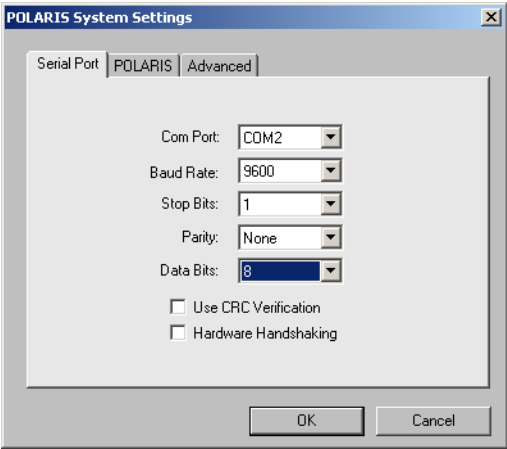 POLARIS System Settings
Serial Port POLARIS Advanced
Com Port: COM2
Baud Rate: 9600
Stop Bits: 1
Parity: None
Data Bits: 8
Use CRC Verification
Hardware Handshaking
OK Cancel